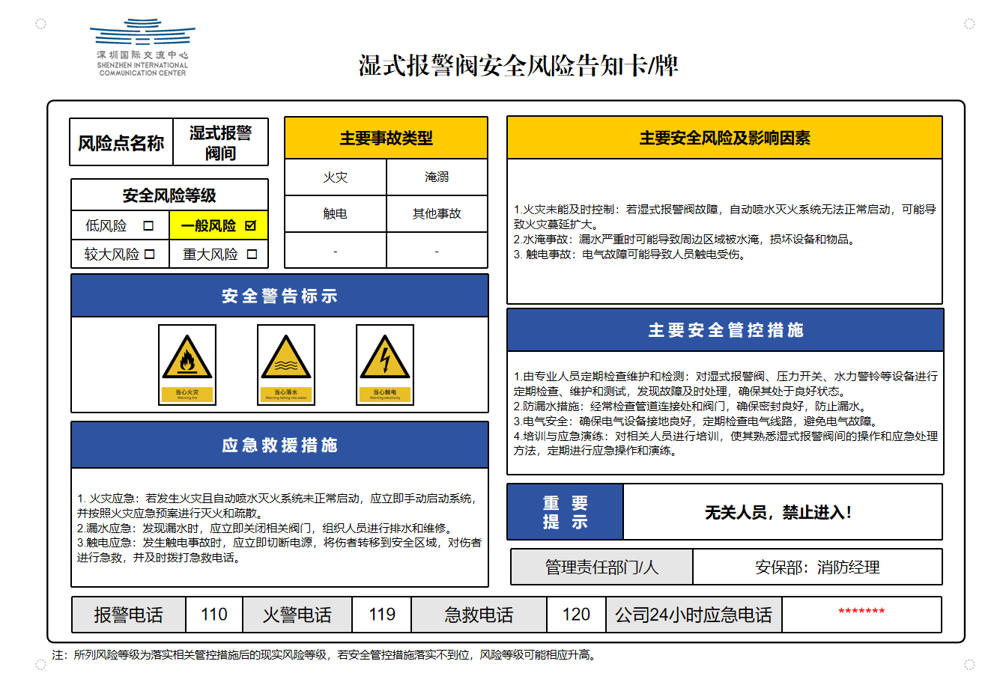 深圳国际交流中心
SHENZHEN INTERNATIONAL
COMMUNICATION CENTER
湿式报警阀安全风险告知卡/牌
风险点名称
湿式报警
阀间
安全风险等级
低风险 ☐
一般风险 ☑
较大风险 ☐
重大风险 ☐
主要事故类型
火灾
淹溺
触电
其他事故
-
-
主要安全风险及影响因素
1.火灾未能及时控制：若湿式报警阀故障，自动喷水灭火系统无法正常启动，可能导
致火灾蔓延扩大。
2.水淹事故：漏水严重时可能导致周边区域被水淹，损坏设备和物品。
3. 触电事故：电气故障可能导致人员触电受伤。
安全警告标示
当心火灾
Warning fire
当心落水
Warning falling into water
当心触电
Warning electricity
主要安全管控措施
1.由专业人员定期检查维护和检测：对湿式报警阀、压力开关、水力警铃等设备进行
定期检查、维护和测试，发现故障及时处理，确保其处于良好状态。
2.防漏水措施：经常检查管道连接处和阀门，确保密封良好，防止漏水。
3.电气安全：确保电气设备接地良好，定期检查电气线路，避免电气故障。
4.培训与应急演练：对相关人员进行培训，使其熟悉湿式报警阀间的操作和应急处理
方法，定期进行应急操作和演练。
应急救援措施
1. 火灾应急：若发生火灾且自动喷水灭火系统未正常启动，应立即手动启动系统，
并按照火灾应急预案进行灭火和疏散。
2.漏水应急：发现漏水时，应立即关闭相关阀门，组织人员进行排水和维修。
3.触电应急：发生触电事故时，应立即切断电源，将伤者转移到安全区域，对伤者
进行急救，并及时拨打急救电话。
重 要
提 示
无关人员，禁止进入！
管理责任部门/人
安保部：消防经理
报警电话
110
火警电话
119
急救电话
120
公司24小时应急电话
*******
注：所列风险等级为落实相关管控措施后的现实风险等级，若安全管控措施落实不到位，风险等级可能相应升高。